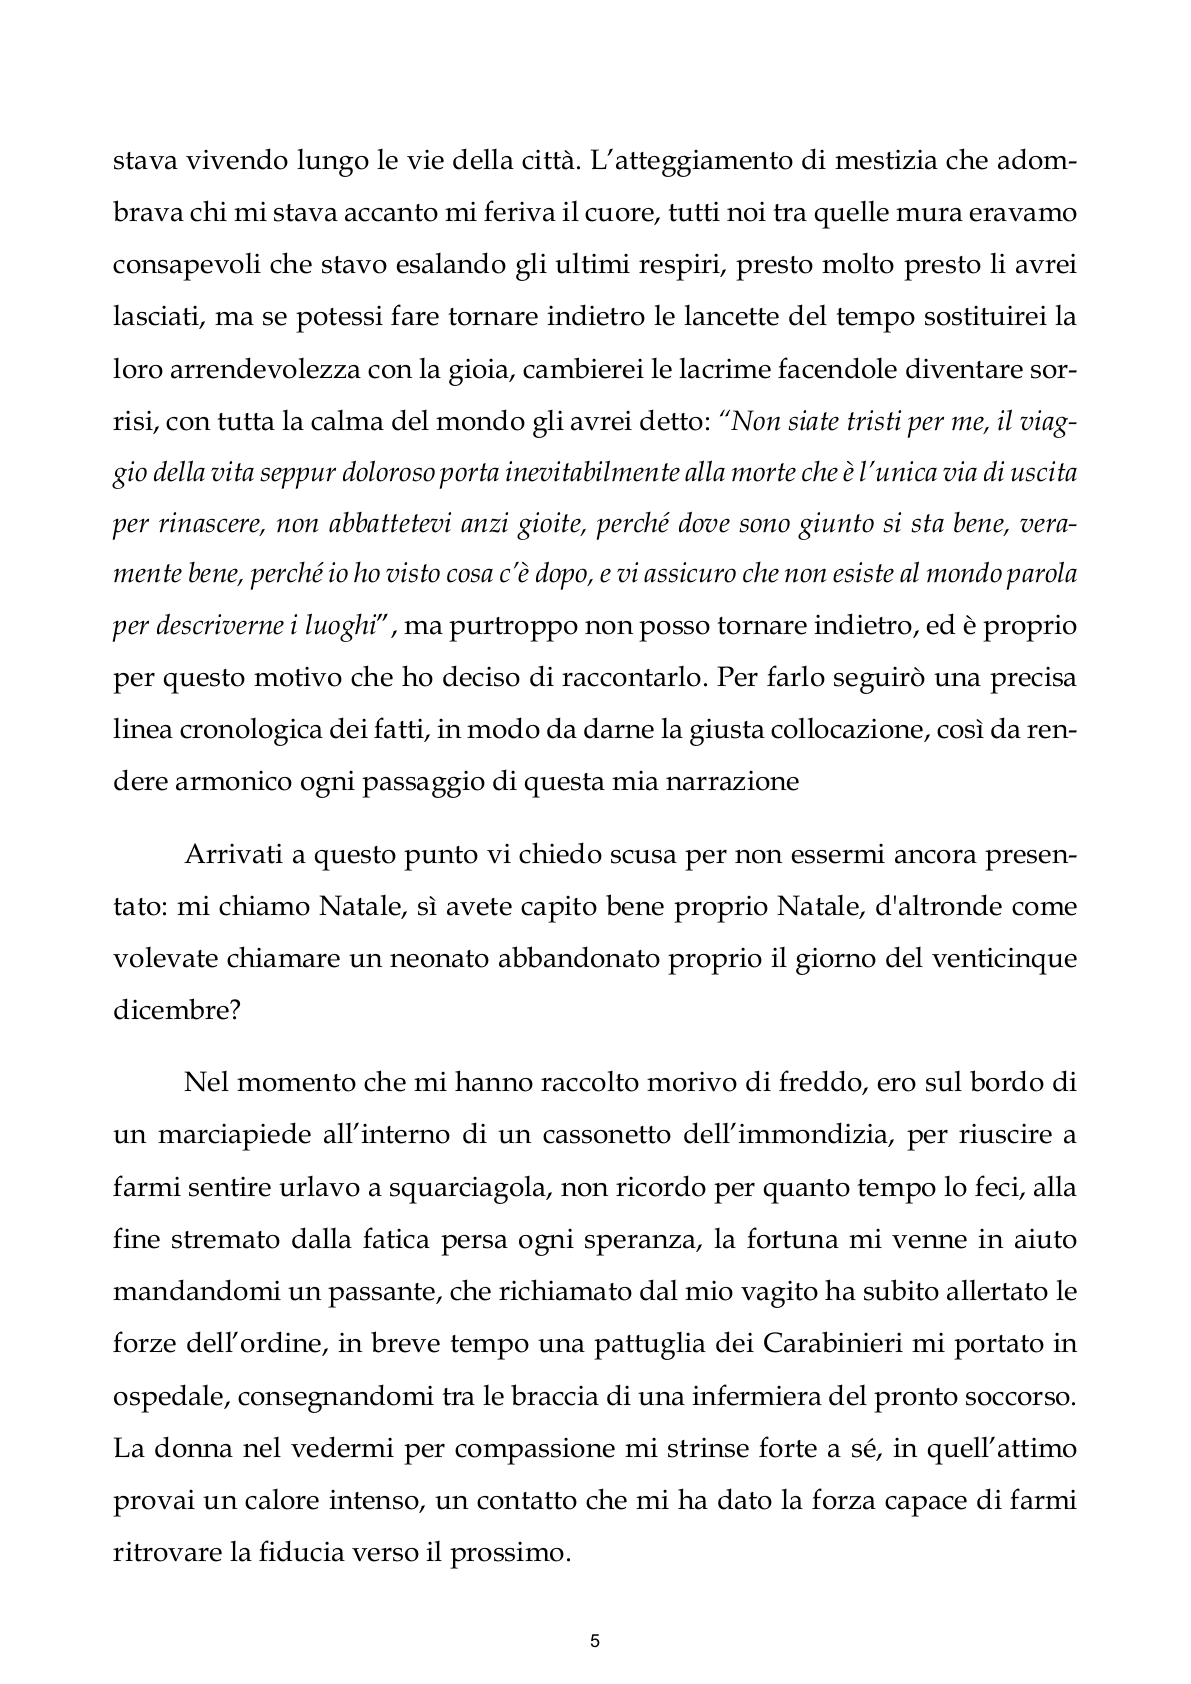 stava vivendo lungo le vie della città. L’atteggiamento di mestizia che adom-
brava chi mi stava accanto mi feriva il cuore, tutti noi tra quelle mura eravamo
consapevoli che stavo esalando gli ultimi respiri, presto molto presto li avrei
lasciati, ma se potessi fare tornare indietro le lancette del tempo sostituirei la
loro arrendevolezza con la gioia, cambierei le lacrime facendole diventare sor-
risi, con tutta la calma del mondo gli avrei detto: “Non siate tristi per me, il viag-
gio della vita seppur doloroso porta inevitabilmente alla morte che è l’unica via di uscita
per rinascere, non abbattetevi anzi gioite, perché dove sono giunto si sta bene, vera-
mente bene, perché io ho visto cosa c’è dopo, e vi assicuro che non esiste al mondo parola
per descriverne i luoghi”, ma purtroppo non posso tornare indietro, ed è proprio
per questo motivo che ho deciso di raccontarlo. Per farlo seguirò una precisa
linea cronologica dei fatti, in modo da darne la giusta collocazione, così da ren-
dere armonico ogni passaggio di questa mia narrazione
Arrivati a questo punto vi chiedo scusa per non essermi ancora presen-
tato: mi chiamo Natale, sì avete capito bene proprio Natale, d'altronde come
volevate chiamare un neonato abbandonato proprio il giorno del venticinque
dicembre?
Nel momento che mi hanno raccolto morivo di freddo, ero sul bordo di
un marciapiede all’interno di un cassonetto dell’immondizia, per riuscire a
farmi sentire urlavo a squarciagola, non ricordo per quanto tempo lo feci, alla
fine stremato dalla fatica persa ogni speranza, la fortuna mi venne in aiuto
mandandomi un passante, che richiamato dal mio vagito ha subito allertato le
forze dell’ordine, in breve tempo una pattuglia dei Carabinieri mi portato in
ospedale, consegnandomi tra le braccia di una infermiera del pronto soccorso.
La donna nel vedermi per compassione mi strinse forte a sé, in quell’attimo
provai un calore intenso, un contatto che mi ha dato la forza capace di farmi
ritrovare la fiducia verso il prossimo.
5